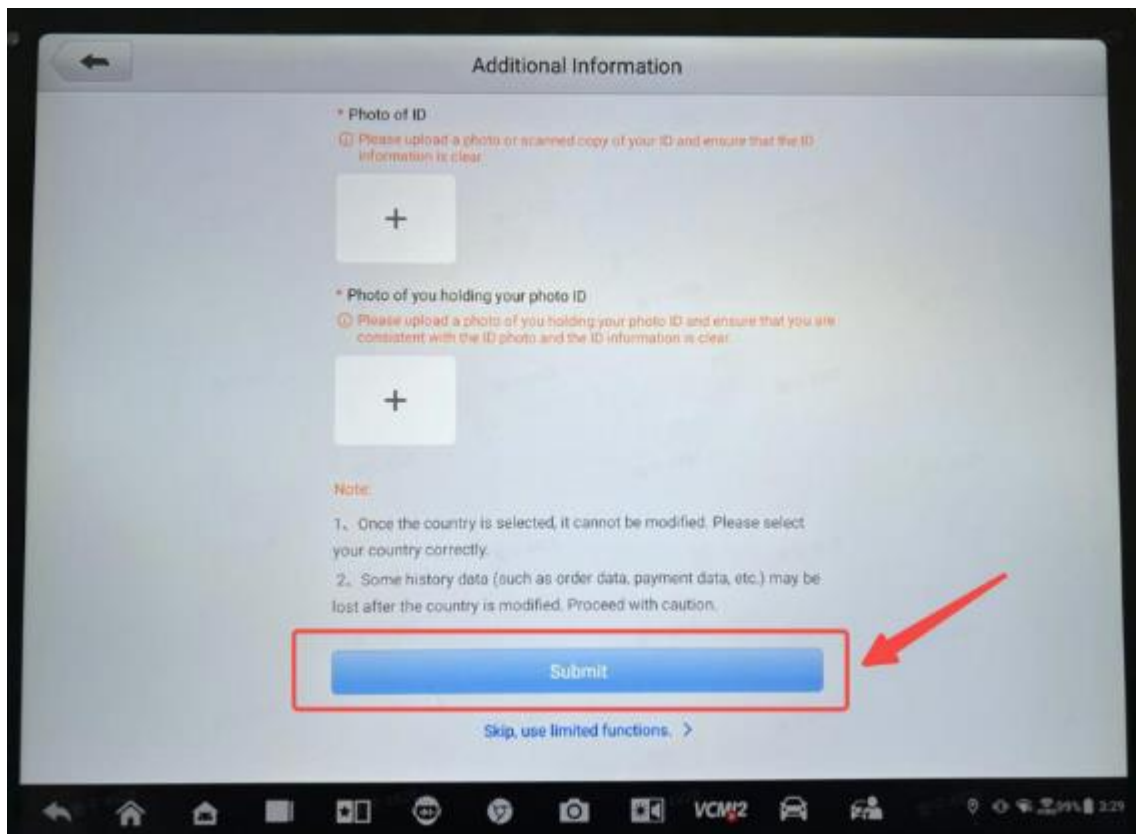 Additional Information
* Photo of ID
Please upload a photo or scanned copy of your ID and ensure that the ID
information is clear
+
* Photo of you holding your photo ID
Please upload a photo of you holding your photo ID and ensure that you are
consistent with the ID photo and the ID information is clear
+
Note:
1、Once the country is selected, it cannot be modified. Please select
your country correctly.
2、Some history data (such as order data, payment data, etc.) may be
lost after the country is modified. Proceed with caution.
Submit
Skip, use limited functions. >
VCMI2 99% 3:29